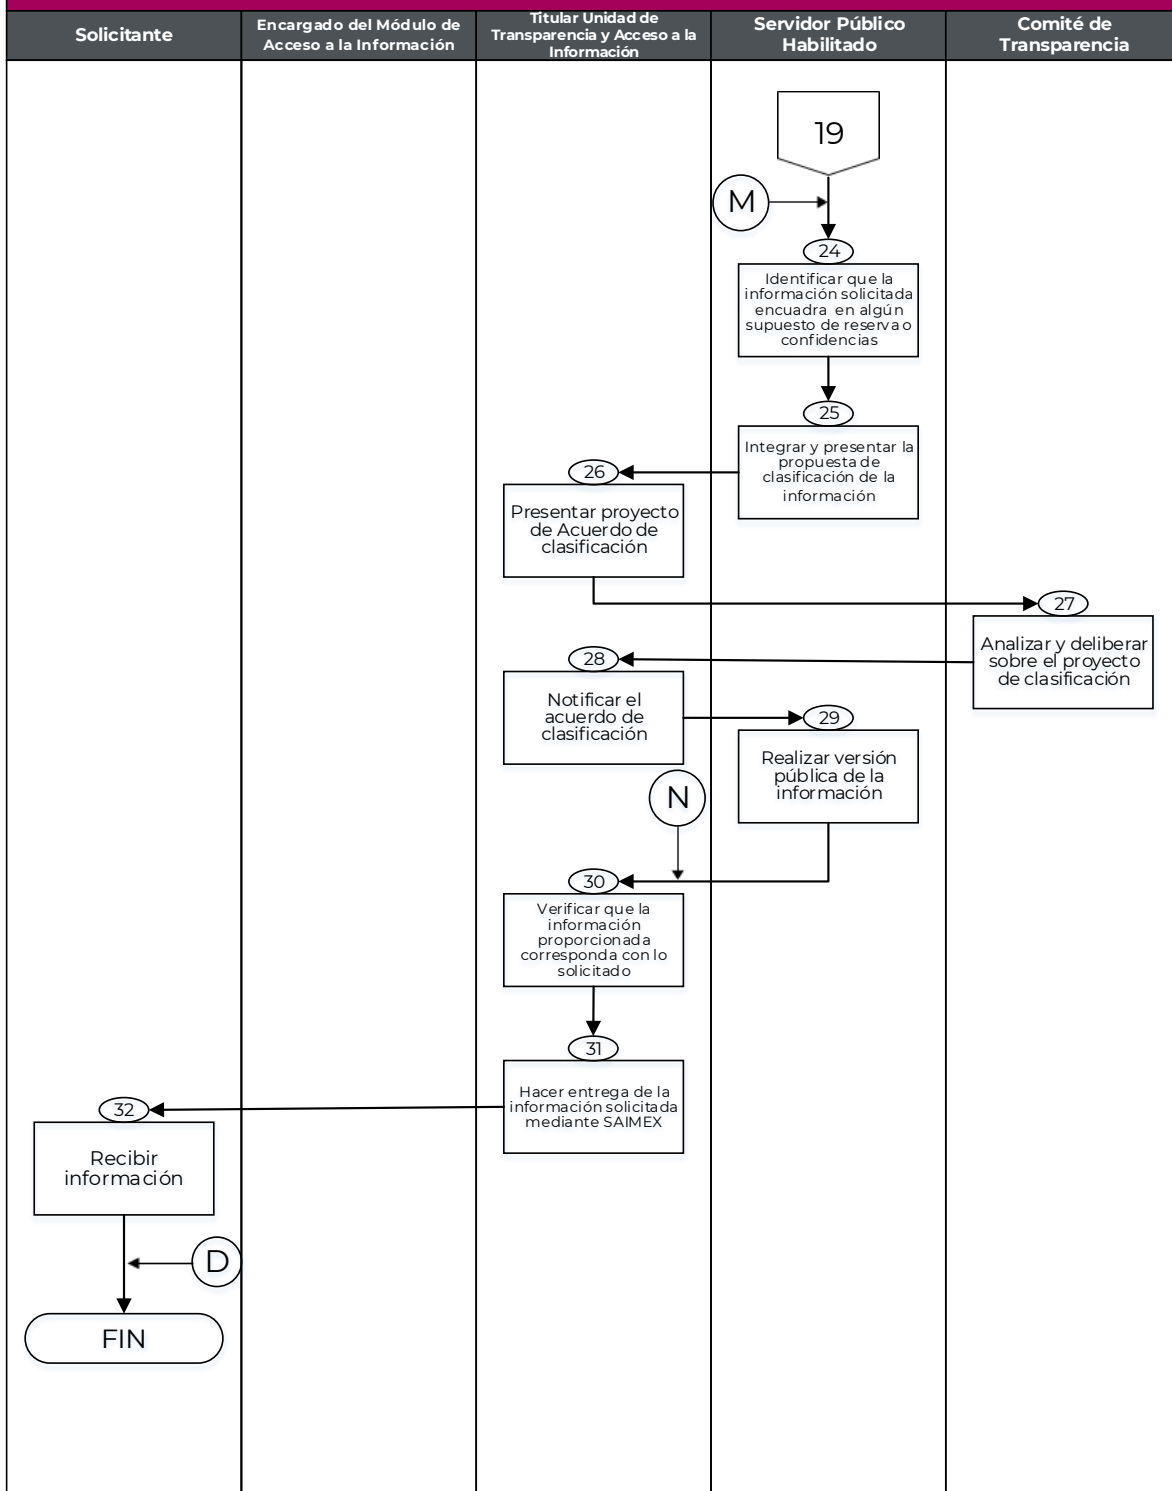 Solicitante
Encargado del Módulo de
Acceso a la Información
Titular Unidad de
Transparencia y Acceso a la
Información
Servidor Público
Habilitado
Comité de
Transparencia
19
M
24
Identificar que la
información solicitada
encuadra en algún
supuesto de reserva o
confidencias
25
Integrar y presentar la
propuesta de
clasificación de la
información
26
Presentar proyecto
de Acuerdo de
clasificación
27
Analizar y deliberar
sobre el proyecto
de clasificación
28
Notificar el
acuerdo de
clasificación
29
Realizar versión
pública de la
información
N
30
Verificar que la
información
proporcionada
corresponda con lo
solicitado
31
Hacer entrega de la
información solicitada
mediante SAIMEX
32
Recibir
información
D
FIN